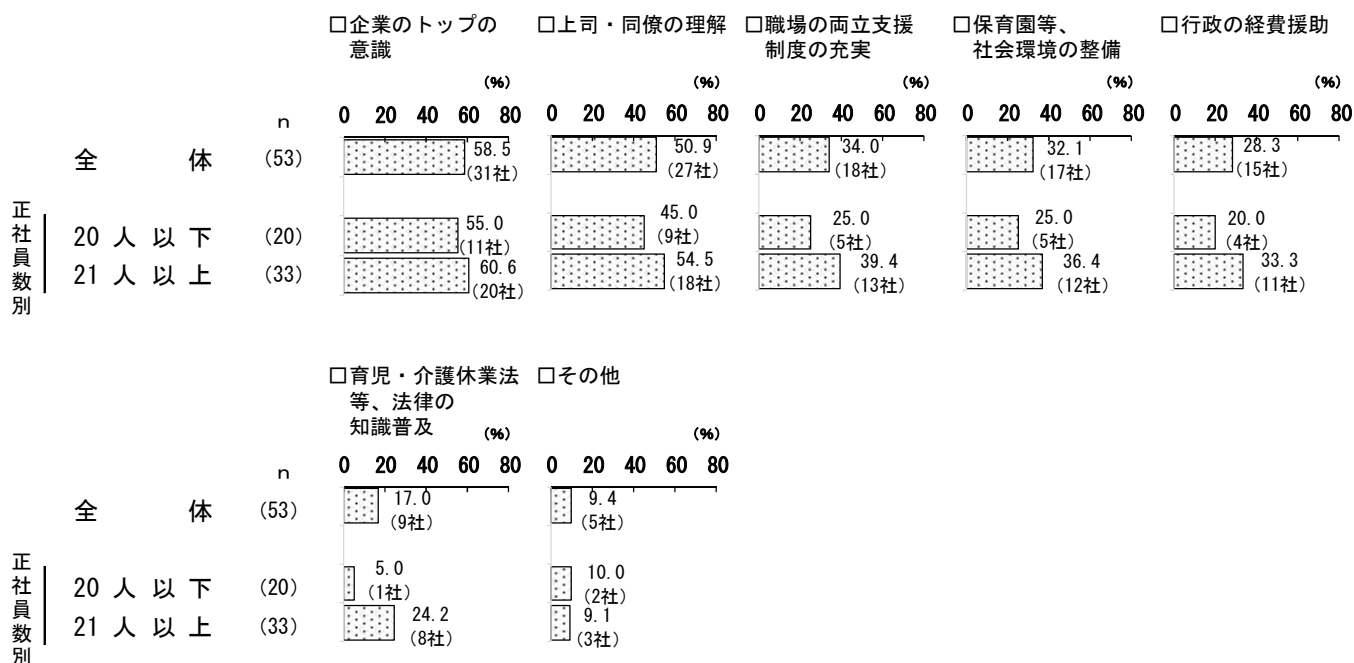 □企業のトップの
意識
□上司・同僚の理解
□職場の両立支援
制度の充実
□保育園等、
社会環境の整備
□行政の経費援助
(%) (%) (%) (%) (%)
n 0 20 40 60 80 0 20 40 60 80 0 20 40 60 80 0 20 40 60 80 0 20 40 60 80
全体 (53) 58.5 50.9 34.0 32.1 28.3
(31社) (27社) (18社) (17社) (15社)
正社員数別
20人以下 (20) 55.0 45.0 25.0 25.0 20.0
(11社) (9社) (5社) (5社) (4社)
21人以上 (33) 60.6 54.5 39.4 36.4 33.3
(20社) (18社) (13社) (12社) (11社)
□育児・介護休業法
等、法律の
知識普及
□その他
(%) (%)
n 0 20 40 60 80 0 20 40 60 80
全体 (53) 17.0 9.4
(9社) (5社)
正社員数別
20人以下 (20) 5.0 10.0
(1社) (2社)
21人以上 (33) 24.2 9.1
(8社) (3社)